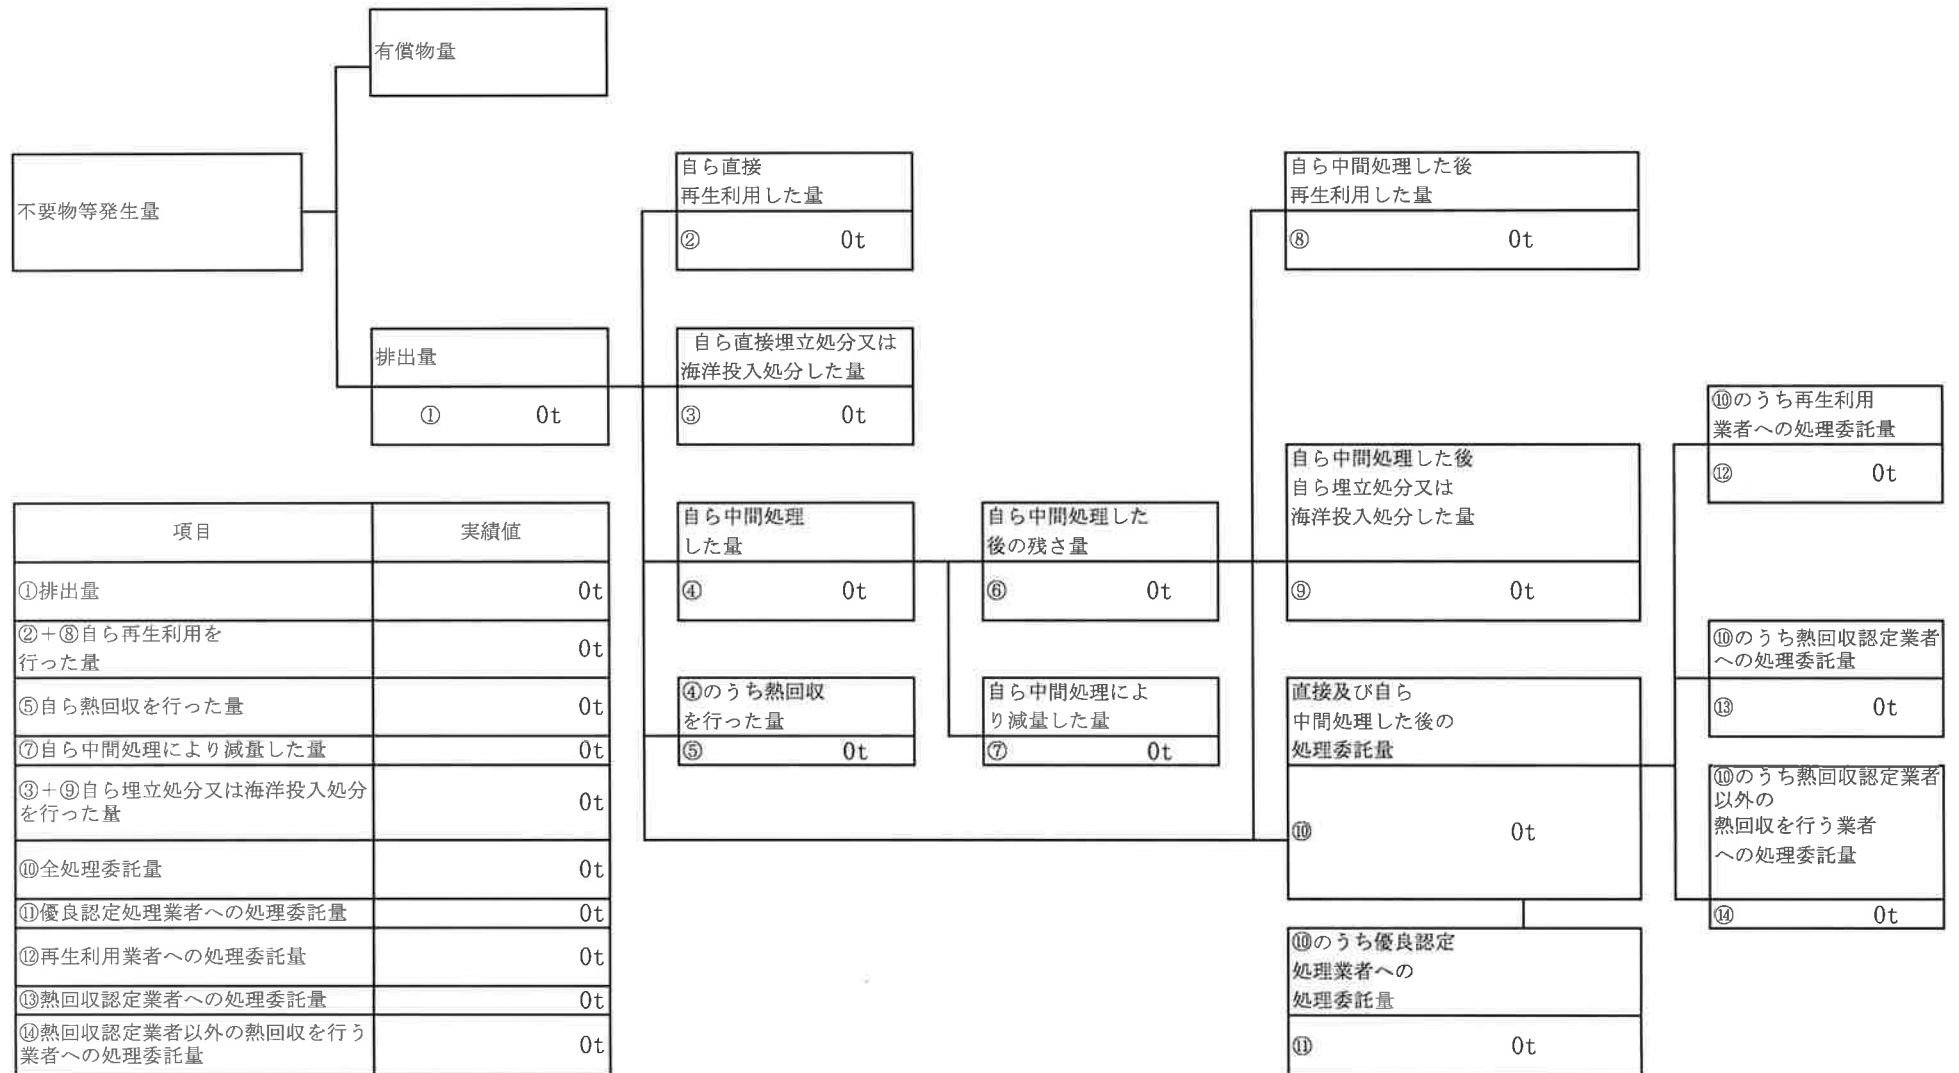 有償物量
不要物等発生量
排出量
① 0t
自ら直接
再生利用した量
② 0t
自ら直接埋立処分又は
海洋投入処分した量
③ 0t
自ら中間処理
した量
④ 0t
④のうち熱回収
を行った量
⑤ 0t
自ら中間処理した
後の残さ量
⑥ 0t
自ら中間処理によ
り減量した量
⑦ 0t
自ら中間処理した後
再生利用した量
⑧ 0t
自ら中間処理した後
自ら埋立処分又は
海洋投入処分した量
⑨ 0t
直接及び自ら
中間処理した後の
処理委託量
⑩ 0t
⑩のうち優良認定
処理業者への
処理委託量
⑪ 0t
⑩のうち再生利用
業者への処理委託量
⑫ 0t
⑩のうち熱回収認定業者
への処理委託量
⑬ 0t
⑩のうち熱回収認定業者
以外の
熱回収を行う業者
への処理委託量
⑭ 0t
項目 実績値
①排出量 0t
②+⑧自ら再生利用を
行った量 0t
⑤自ら熱回収を行った量 0t
⑦自ら中間処理により減量した量 0t
③+⑨自ら埋立処分又は海洋投入処分
を行った量 0t
⑩全処理委託量 0t
⑪優良認定処理業者への処理委託量 0t
⑫再生利用業者への処理委託量 0t
⑬熱回収認定業者への処理委託量 0t
⑭熱回収認定業者以外の熱回収を行う
業者への処理委託量 0t